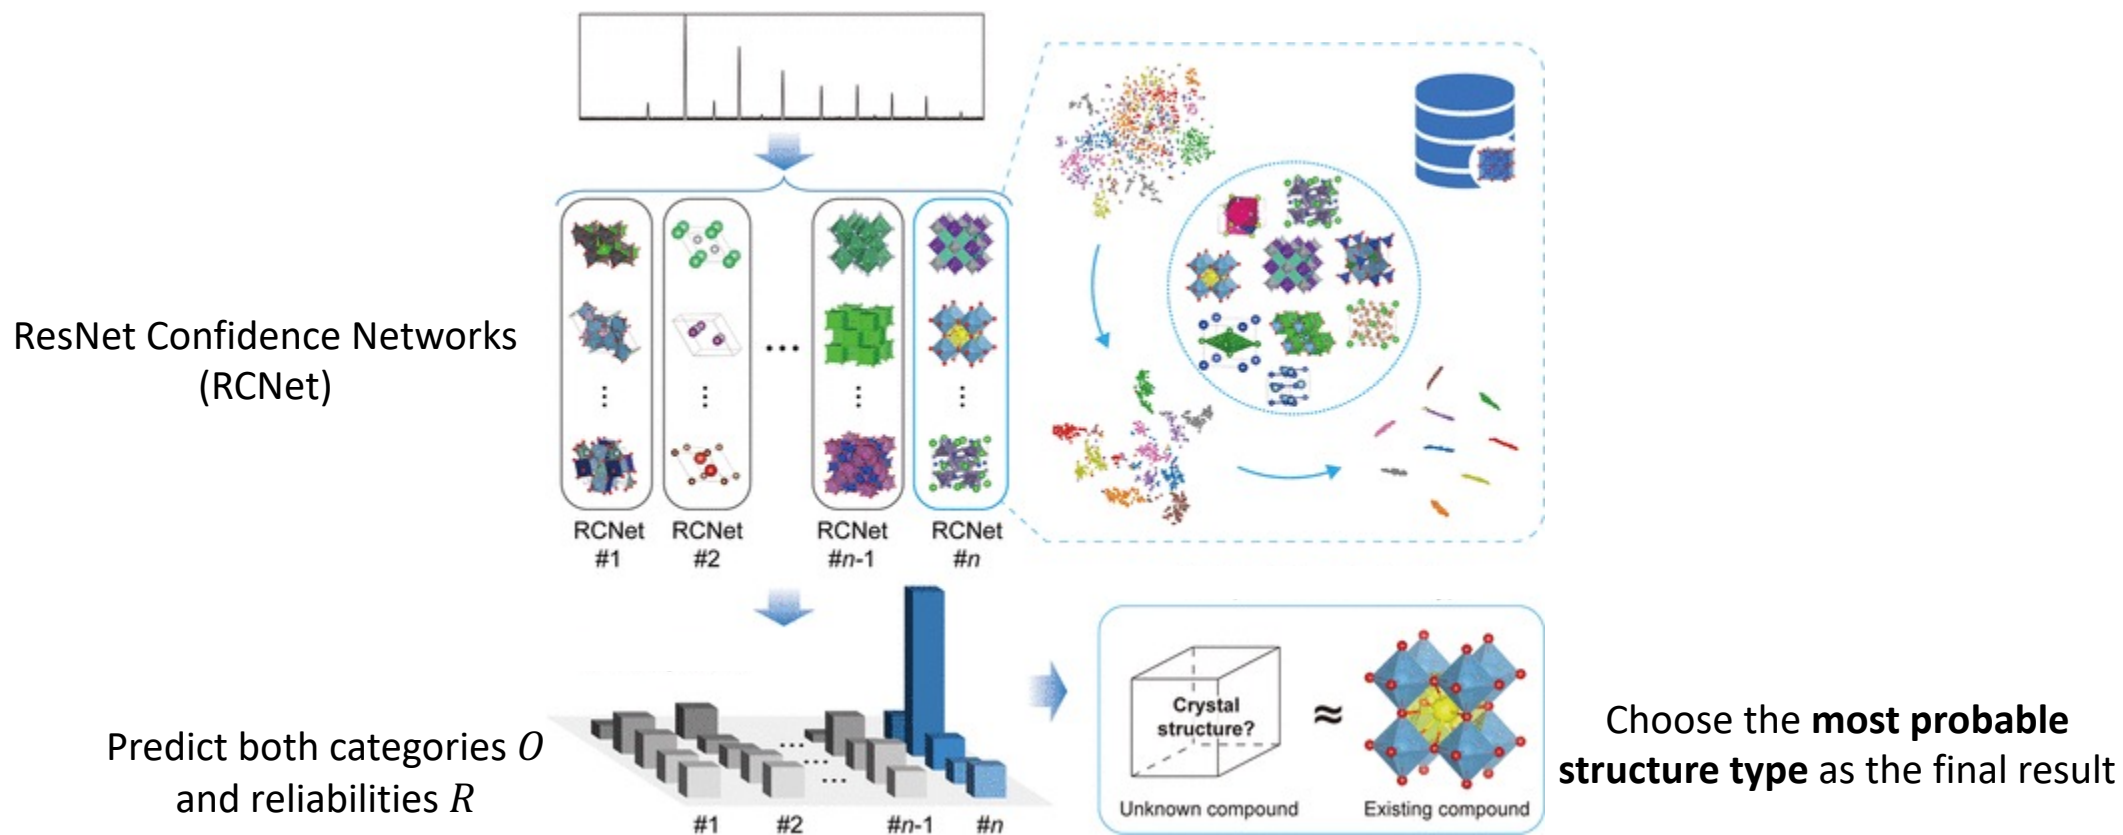 ResNet Confidence Networks
(RCNet)
RCNet
#1
RCNet
#2
RCNet
#n-1
RCNet
#n
Predict both categories O
and reliabilities R
#1
#2
#n-1
#n
Crystal
structure?
≈
Unknown compound
Existing compound
Choose the most probable
structure type as the final result